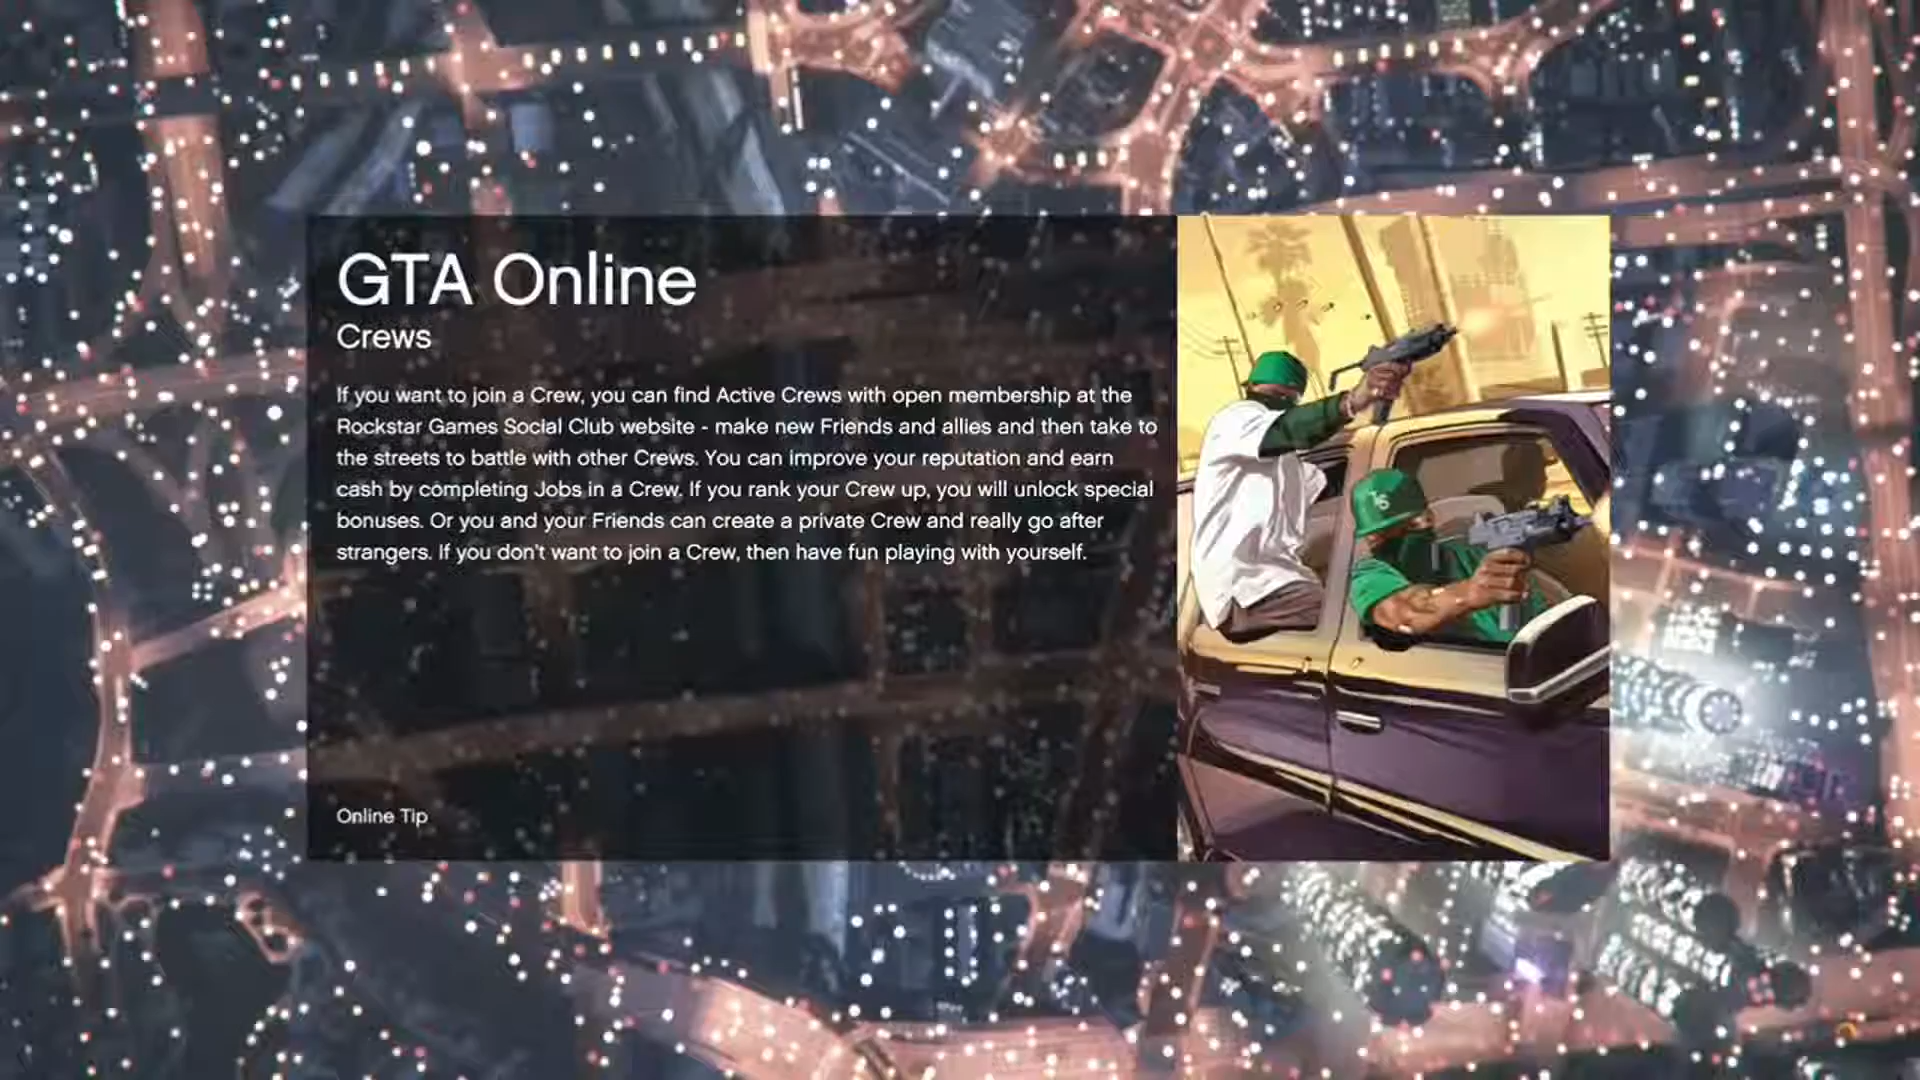 GTA Online
Crews
If you want to join a Crew, you can find Active Crews with open membership at the
Rockstar Games Social Club website - make new Friends and allies and then take to
the streets to battle with other Crews. You can improve your reputation and earn
cash by completing Jobs in a Crew. If you rank your Crew up, you will unlock special
bonuses. Or you and your Friends can create a private Crew and really go after
strangers. If you don't want to join a Crew, then have fun playing with yourself.
Online Tip